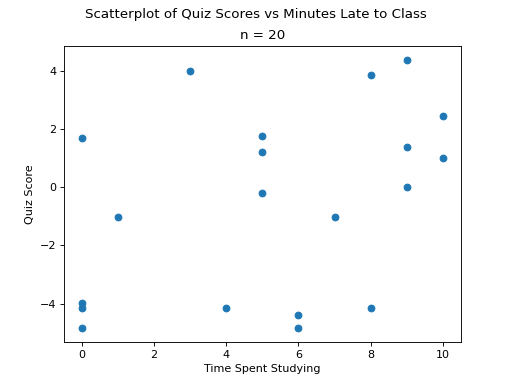 Scatterplot of Quiz Scores vs Minutes Late to Class
n = 20
4
2
0
−2
−4
Quiz Score
0 2 4 6 8 10
Time Spent Studying